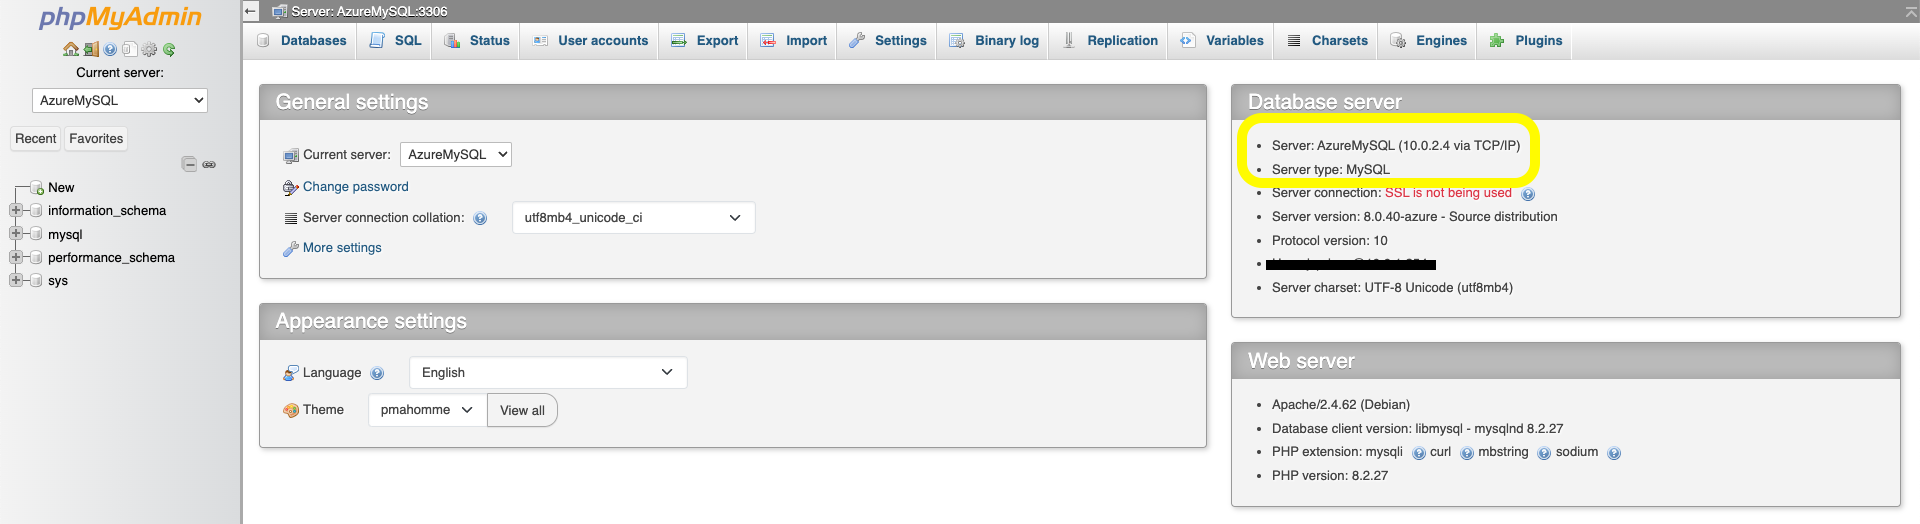 phpMyAdmin
Current server:
AzureMySQL
Recent Favorites
New
information_schema
mysql
performance_schema
sys
Server: AzureMySQL:3306
Databases SQL Status User accounts Export Import Settings Binary log Replication Variables Charsets Engines Plugins
General settings
Current server: AzureMySQL
Change password
Server connection collation: utf8mb4_unicode_ci
More settings
Appearance settings
Language English
Theme pmahomme View all
Database server
Server: AzureMySQL (10.0.2.4 via TCP/IP)
Server type: MySQL
Server connection: SSL is not being used
Server version: 8.0.40-azure - Source distribution
Protocol version: 10
Server charset: UTF-8 Unicode (utf8mb4)
Web server
Apache/2.4.62 (Debian)
Database client version: libmysql - mysqlnd 8.2.27
PHP extension: mysqli curl mbstring sodium
PHP version: 8.2.27